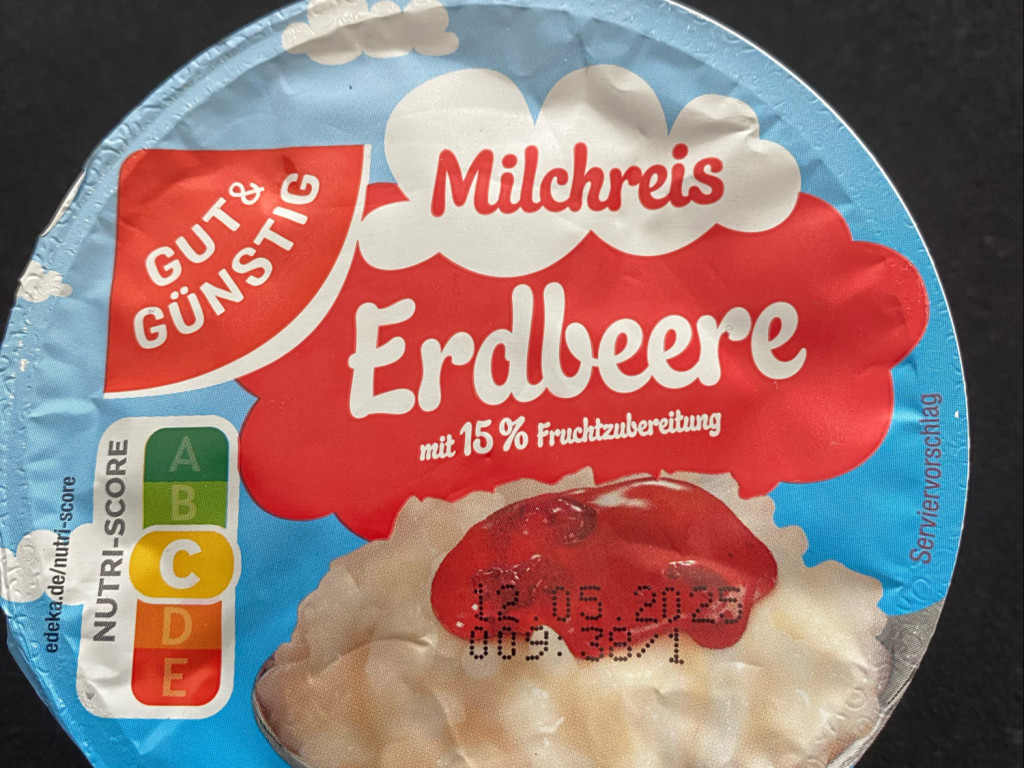 Milchreis
GUT&
GÜNSTIG
Erdbeere
mit 15 % Fruchtzubereitung
Serviervorschlag
edeka.de/nutri-score
NUTRI-SCORE
A
B
C
D
E
12.05.2025
009.38/1